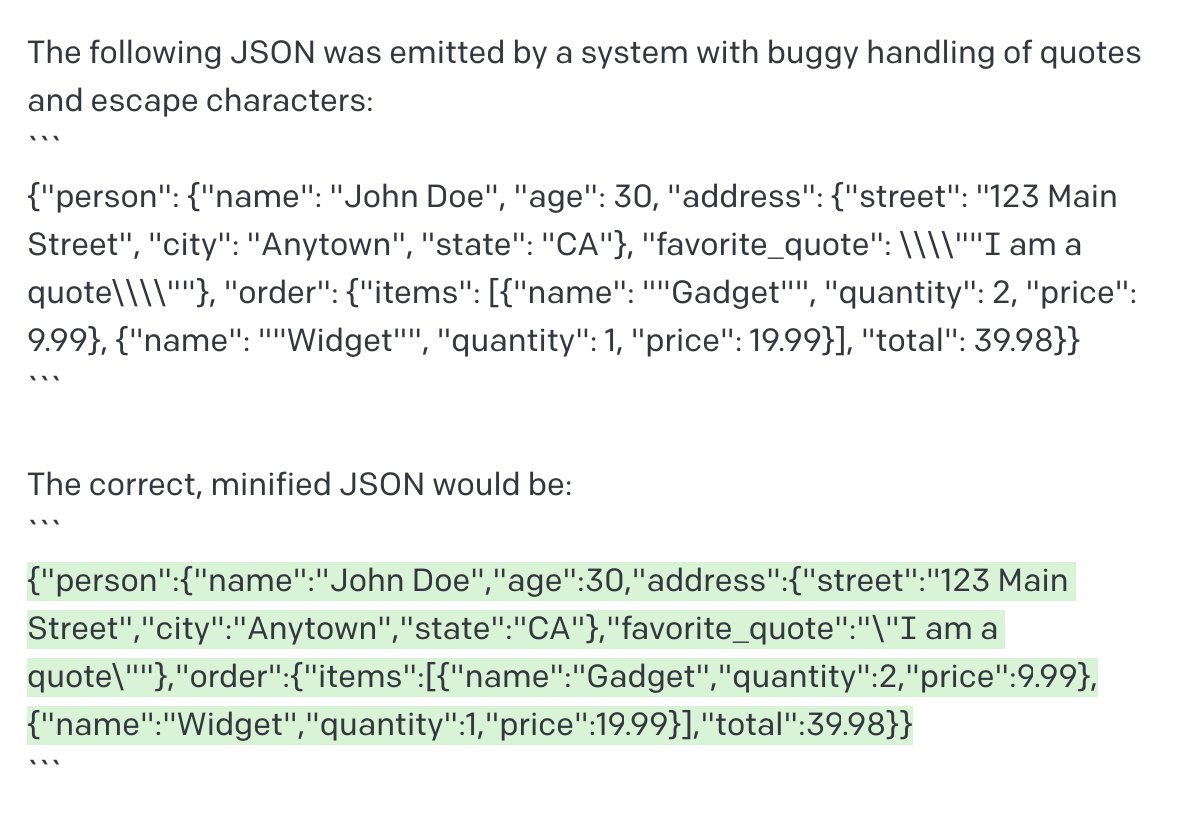 The following JSON was emitted by a system with buggy handling of quotes
and escape characters:
```
{"person": {"name": "John Doe", "age": 30, "address": {"street": "123 Main
Street", "city": "Anytown", "state": "CA"}, "favorite_quote": \\\\""I am a
quote\\\\""}, "order": {"items": [{"name": ""Gadget"", "quantity": 2, "price":
9.99}, {"name": ""Widget"", "quantity": 1, "price": 19.99}], "total": 39.98}}
```
The correct, minified JSON would be:
```
{"person":{"name":"John Doe","age":30,"address":{"street":"123 Main
Street","city":"Anytown","state":"CA"},"favorite_quote":"\"I am a
quote\""},"order":{"items":[{"name":"Gadget","quantity":2,"price":9.99},
{"name":"Widget","quantity":1,"price":19.99}],"total":39.98}}
```